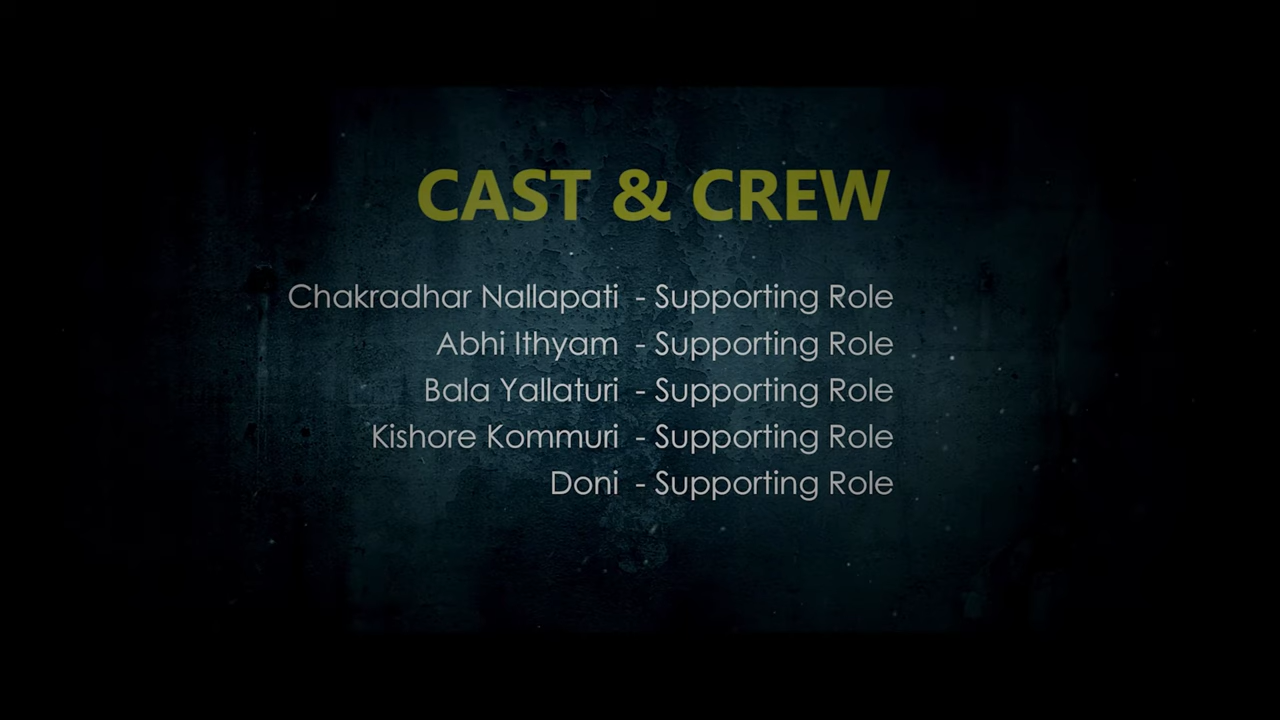 CAST & CREW
Chakradhar Nallapati - Supporting Role
Abhi Ithyam - Supporting Role
Bala Yallaturi - Supporting Role
Kishore Kommuri - Supporting Role
Doni - Supporting Role